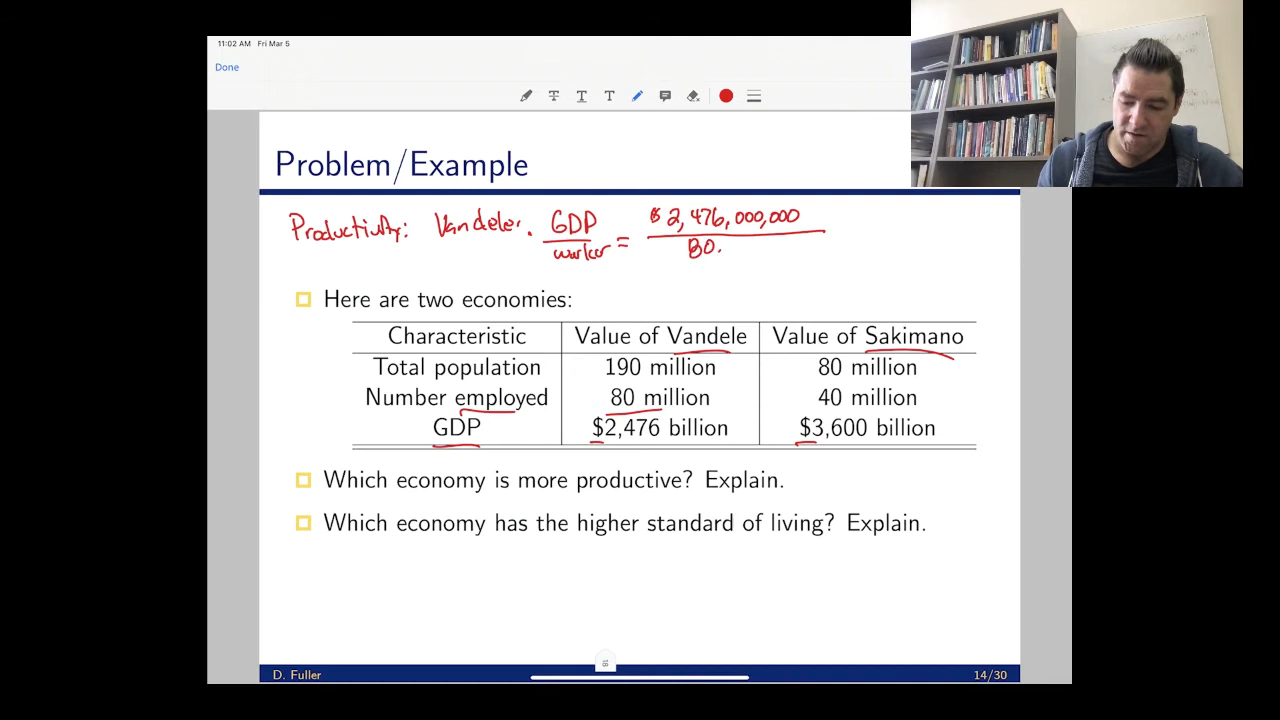 11:02 AM Fri Mar 5
Done
Problem/Example
Productivity: Vandele: GDP/worker = $2,476,000,000/80.
Here are two economies:
Characteristic Value of Vandele Value of Sakimano
Total population 190 million 80 million
Number employed 80 million 40 million
GDP $2,476 billion $3,600 billion
Which economy is more productive? Explain.
Which economy has the higher standard of living? Explain.
18
D. Fuller 14/30